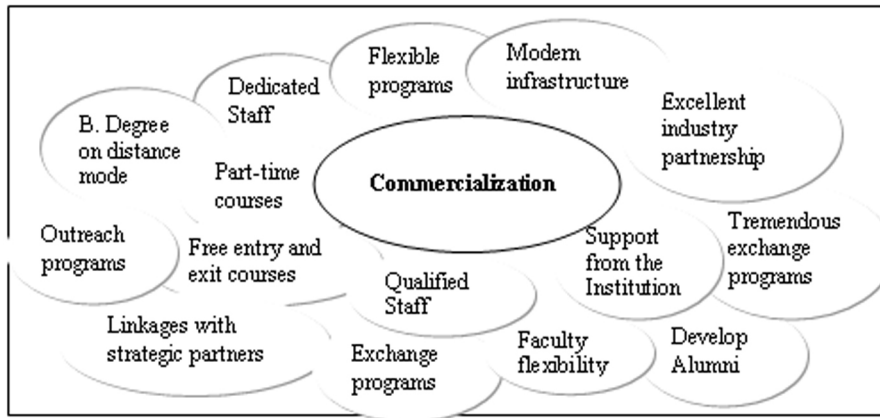 Flexible
programs
Modern
infrastructure
Dedicated
Staff
Excellent
industry
partnership
B. Degree
on distance
mode
Part-time
courses
Commercialization
Outreach
programs
Free entry and
exit courses
Support
from the
Institution
Tremendous
exchange
programs
Qualified
Staff
Linkages with
strategic partners
Exchange
programs
Faculty
flexibility
Develop
Alumni